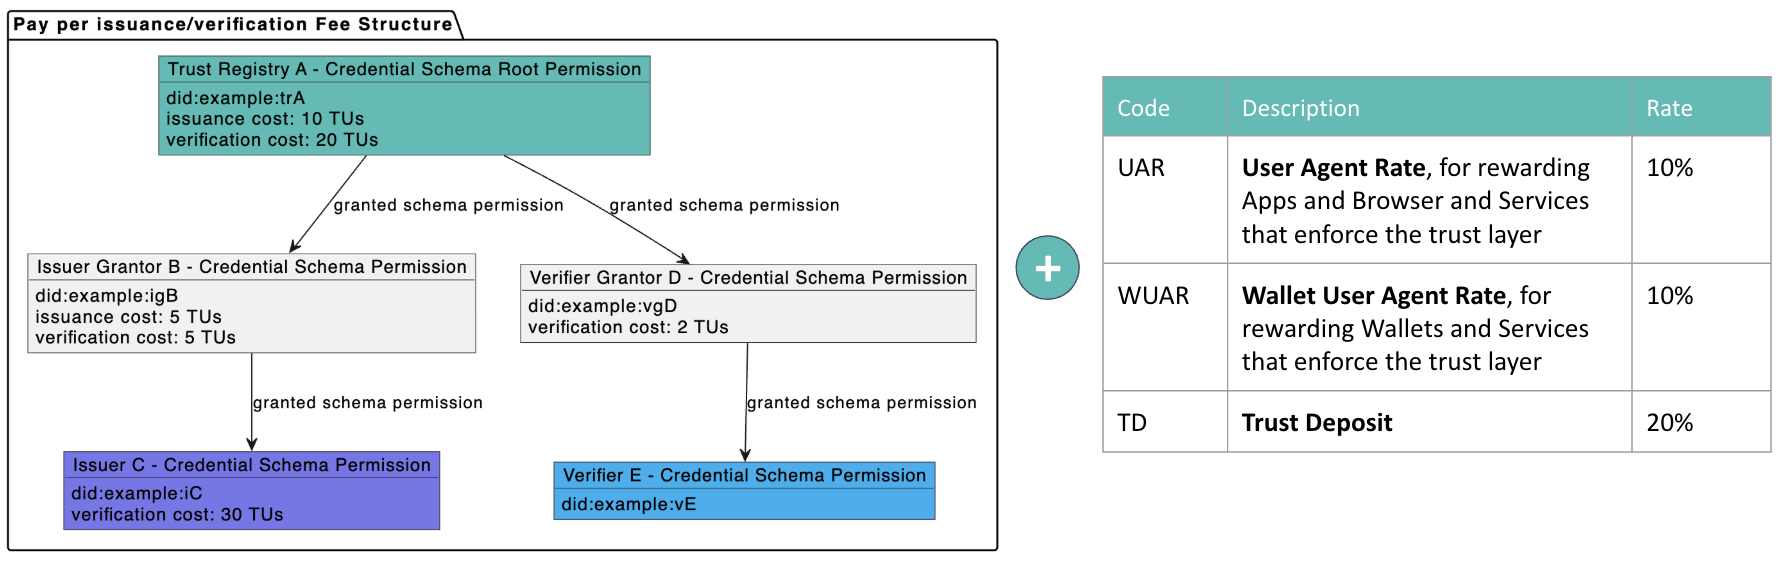 Pay per issuance/verification Fee Structure
Trust Registry A - Credential Schema Root Permission
did:example:trA
issuance cost: 10 TUs
verification cost: 20 TUs
granted schema permission
granted schema permission
Issuer Grantor B - Credential Schema Permission
did:example:igB
issuance cost: 5 TUs
verification cost: 5 TUs
Verifier Grantor D - Credential Schema Permission
did:example:vgD
verification cost: 2 TUs
granted schema permission
granted schema permission
Issuer C - Credential Schema Permission
did:example:iC
verification cost: 30 TUs
Verifier E - Credential Schema Permission
did:example:vE
+
Code Description Rate
UAR User Agent Rate, for rewarding 10%
Apps and Browser and Services
that enforce the trust layer
WUAR Wallet User Agent Rate, for 10%
rewarding Wallets and Services
that enforce the trust layer
TD Trust Deposit 20%